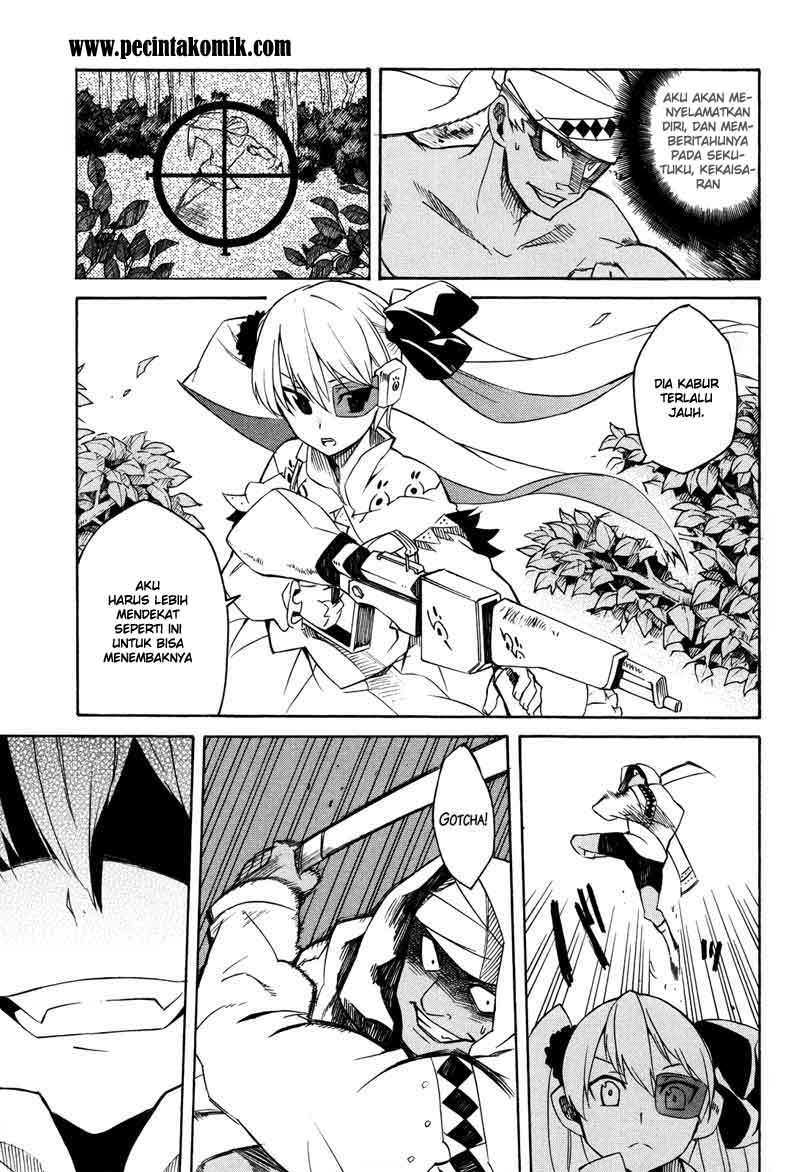 www.pecintakomik.com
AKU AKAN ME-
NYELAMATKAN
DIRI, DAN MEM-
BERITAHUNYA
PADA SEKU-
TUKU, KEKAISA-
RAN
DIA KABUR
TERLALU
JAUH.
AKU
HARUS LEBIH
MENDEKAT
SEPERTI INI
UNTUK BISA
MENEMBAKNYA
GOTCHA!